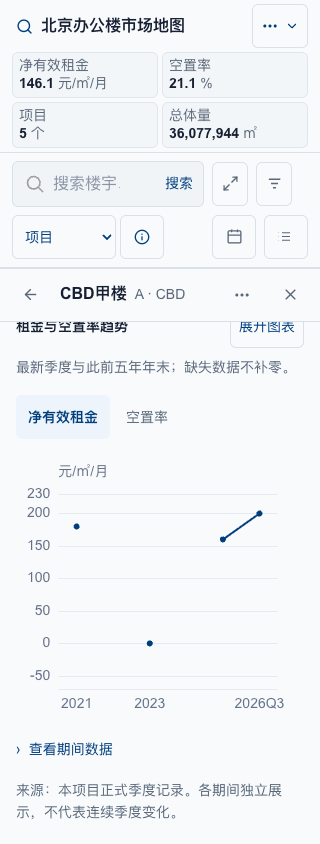 北京办公楼市场地图
净有效租金
146.1 元/㎡/月
空置率
21.1 %
项目
5 个
总体量
36,077,944 ㎡
搜索楼宇.
搜索
项目
CBD甲楼 A · CBD
租金与空置率趋势
展开图表
最新季度与此前五年年末；缺失数据不补零。
净有效租金
空置率
元/㎡/月
230
200
150
100
50
0
-50
2021
2023
2026Q3
› 查看期间数据
来源：本项目正式季度记录。各期间独立展
示，不代表连续季度变化。